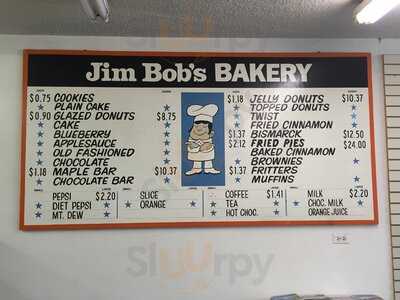 Jim Bob's BAKERY
$0.75 COOKIES
PLAIN CAKE
$0.90 GLAZED DONUTS $8.75
CAKE
BLUEBERRY
APPLESAUCE
OLD FASHIONED
CHOCOLATE
$1.18 MAPLE BAR $10.37
CHOCOLATE BAR
$1.18 JELLY DONUTS $10.37
TOPPED DONUTS
TWIST
FRIED CINNAMON
$1.37 BISMARCK $12.50
$2.12 FRIED PIES $24.00
BAKED CINNAMON
BROWNIES
$1.37 FRITTERS
MUFFINS
PEPSI $2.20
DIET PEPSI
MT. DEW
SLICE
ORANGE
COFFEE $1.41
TEA
HOT CHOC.
MILK $2.20
CHOC. MILK
ORANGE JUICE
Sluurpy
Sluurpy